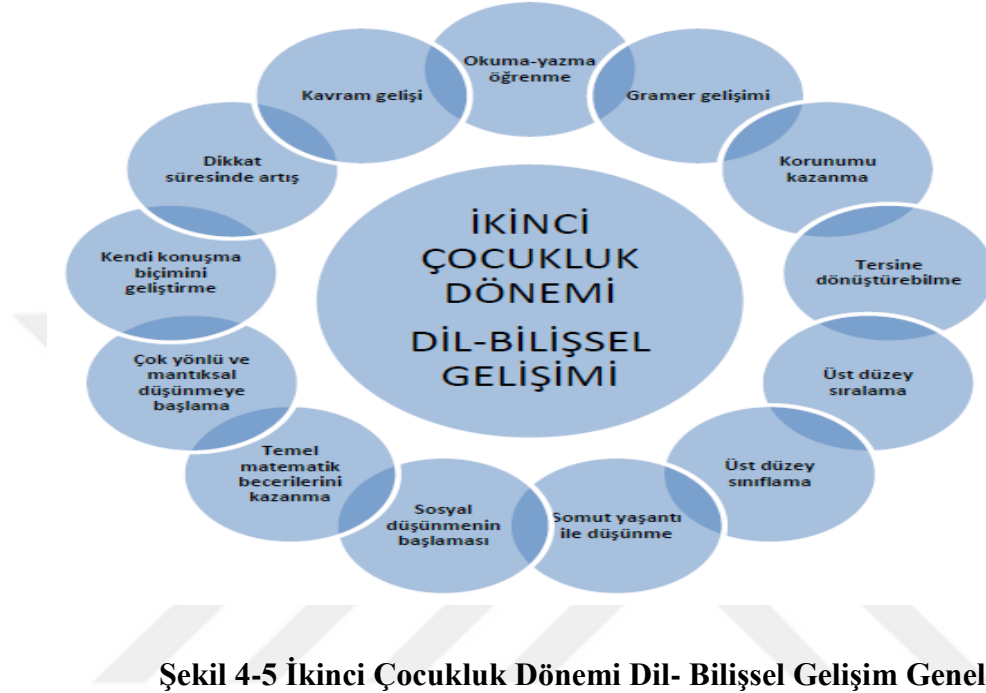 Okuma-yazma
öğrenme
Gramer gelişimi
Korunumu
kazanma
Tersine
dönüştürebilme
Üst düzey
sıralama
Üst düzey
sınıflama
Somut yaşantı
ile düşünme
Sosyal
düşünmenin
başlaması
Temel
matematik
becerilerini
kazanma
Çok yönlü ve
mantıksal
düşünmeye
başlama
Kendi konuşma
biçimini
geliştirme
Dikkat
süresinde artış
Kavram gelişi
İKİNCİ
ÇOCUKLUK
DÖNEMİ
DİL-BİLİŞSEL
GELİŞİMİ
Şekil 4-5 İkinci Çocukluk Dönemi Dil- Bilişsel Gelişim Genel